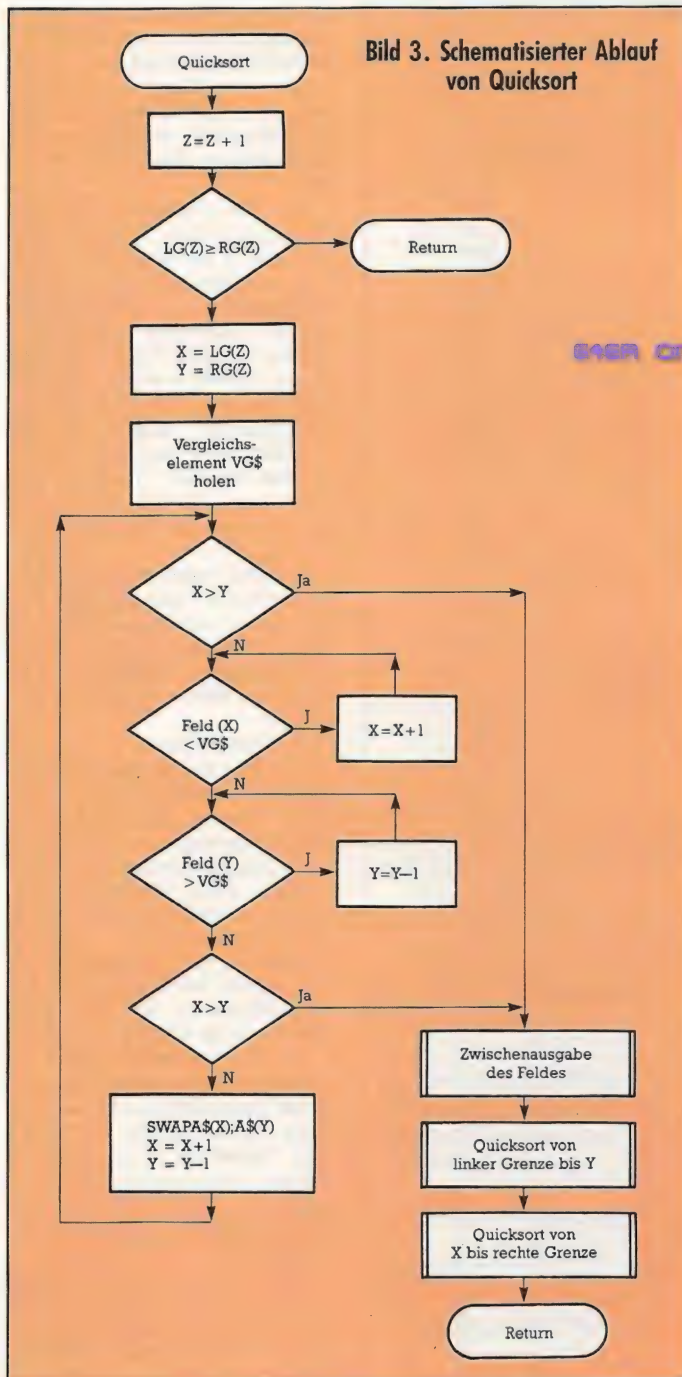 Bild 3. Schematisierter Ablauf
von Quicksort
Quicksort
Z=Z + 1
LG(Z)≥RG(Z)
Return
X = LG(Z)
Y = RG(Z)
Vergleichs-
element VG$
holen
X>Y
Ja
N
Feld (X)
<VG$
J
X=X+1
N
Feld (Y)
>VG$
J
Y=Y—1
N
X>Y
Ja
N
SWAPA$(X);A$(Y)
X = X+1
Y = Y—1
Zwischenausgabe
des Feldes
Quicksort von
linker Grenze bis Y
Quicksort von
X bis rechte Grenze
Return